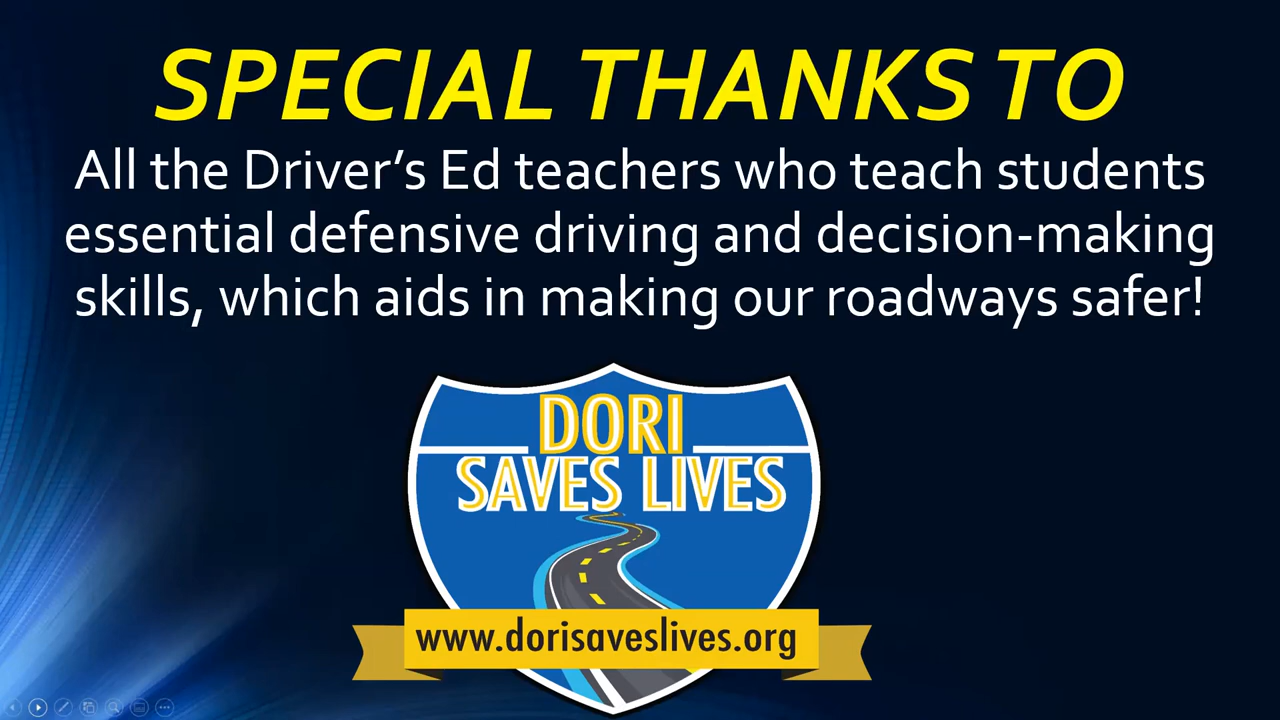 SPECIAL THANKS TO
All the Driver’s Ed teachers who teach students
essential defensive driving and decision-making
skills, which aids in making our roadways safer!
DORI
SAVES LIVES
www.dorisaveslives.org